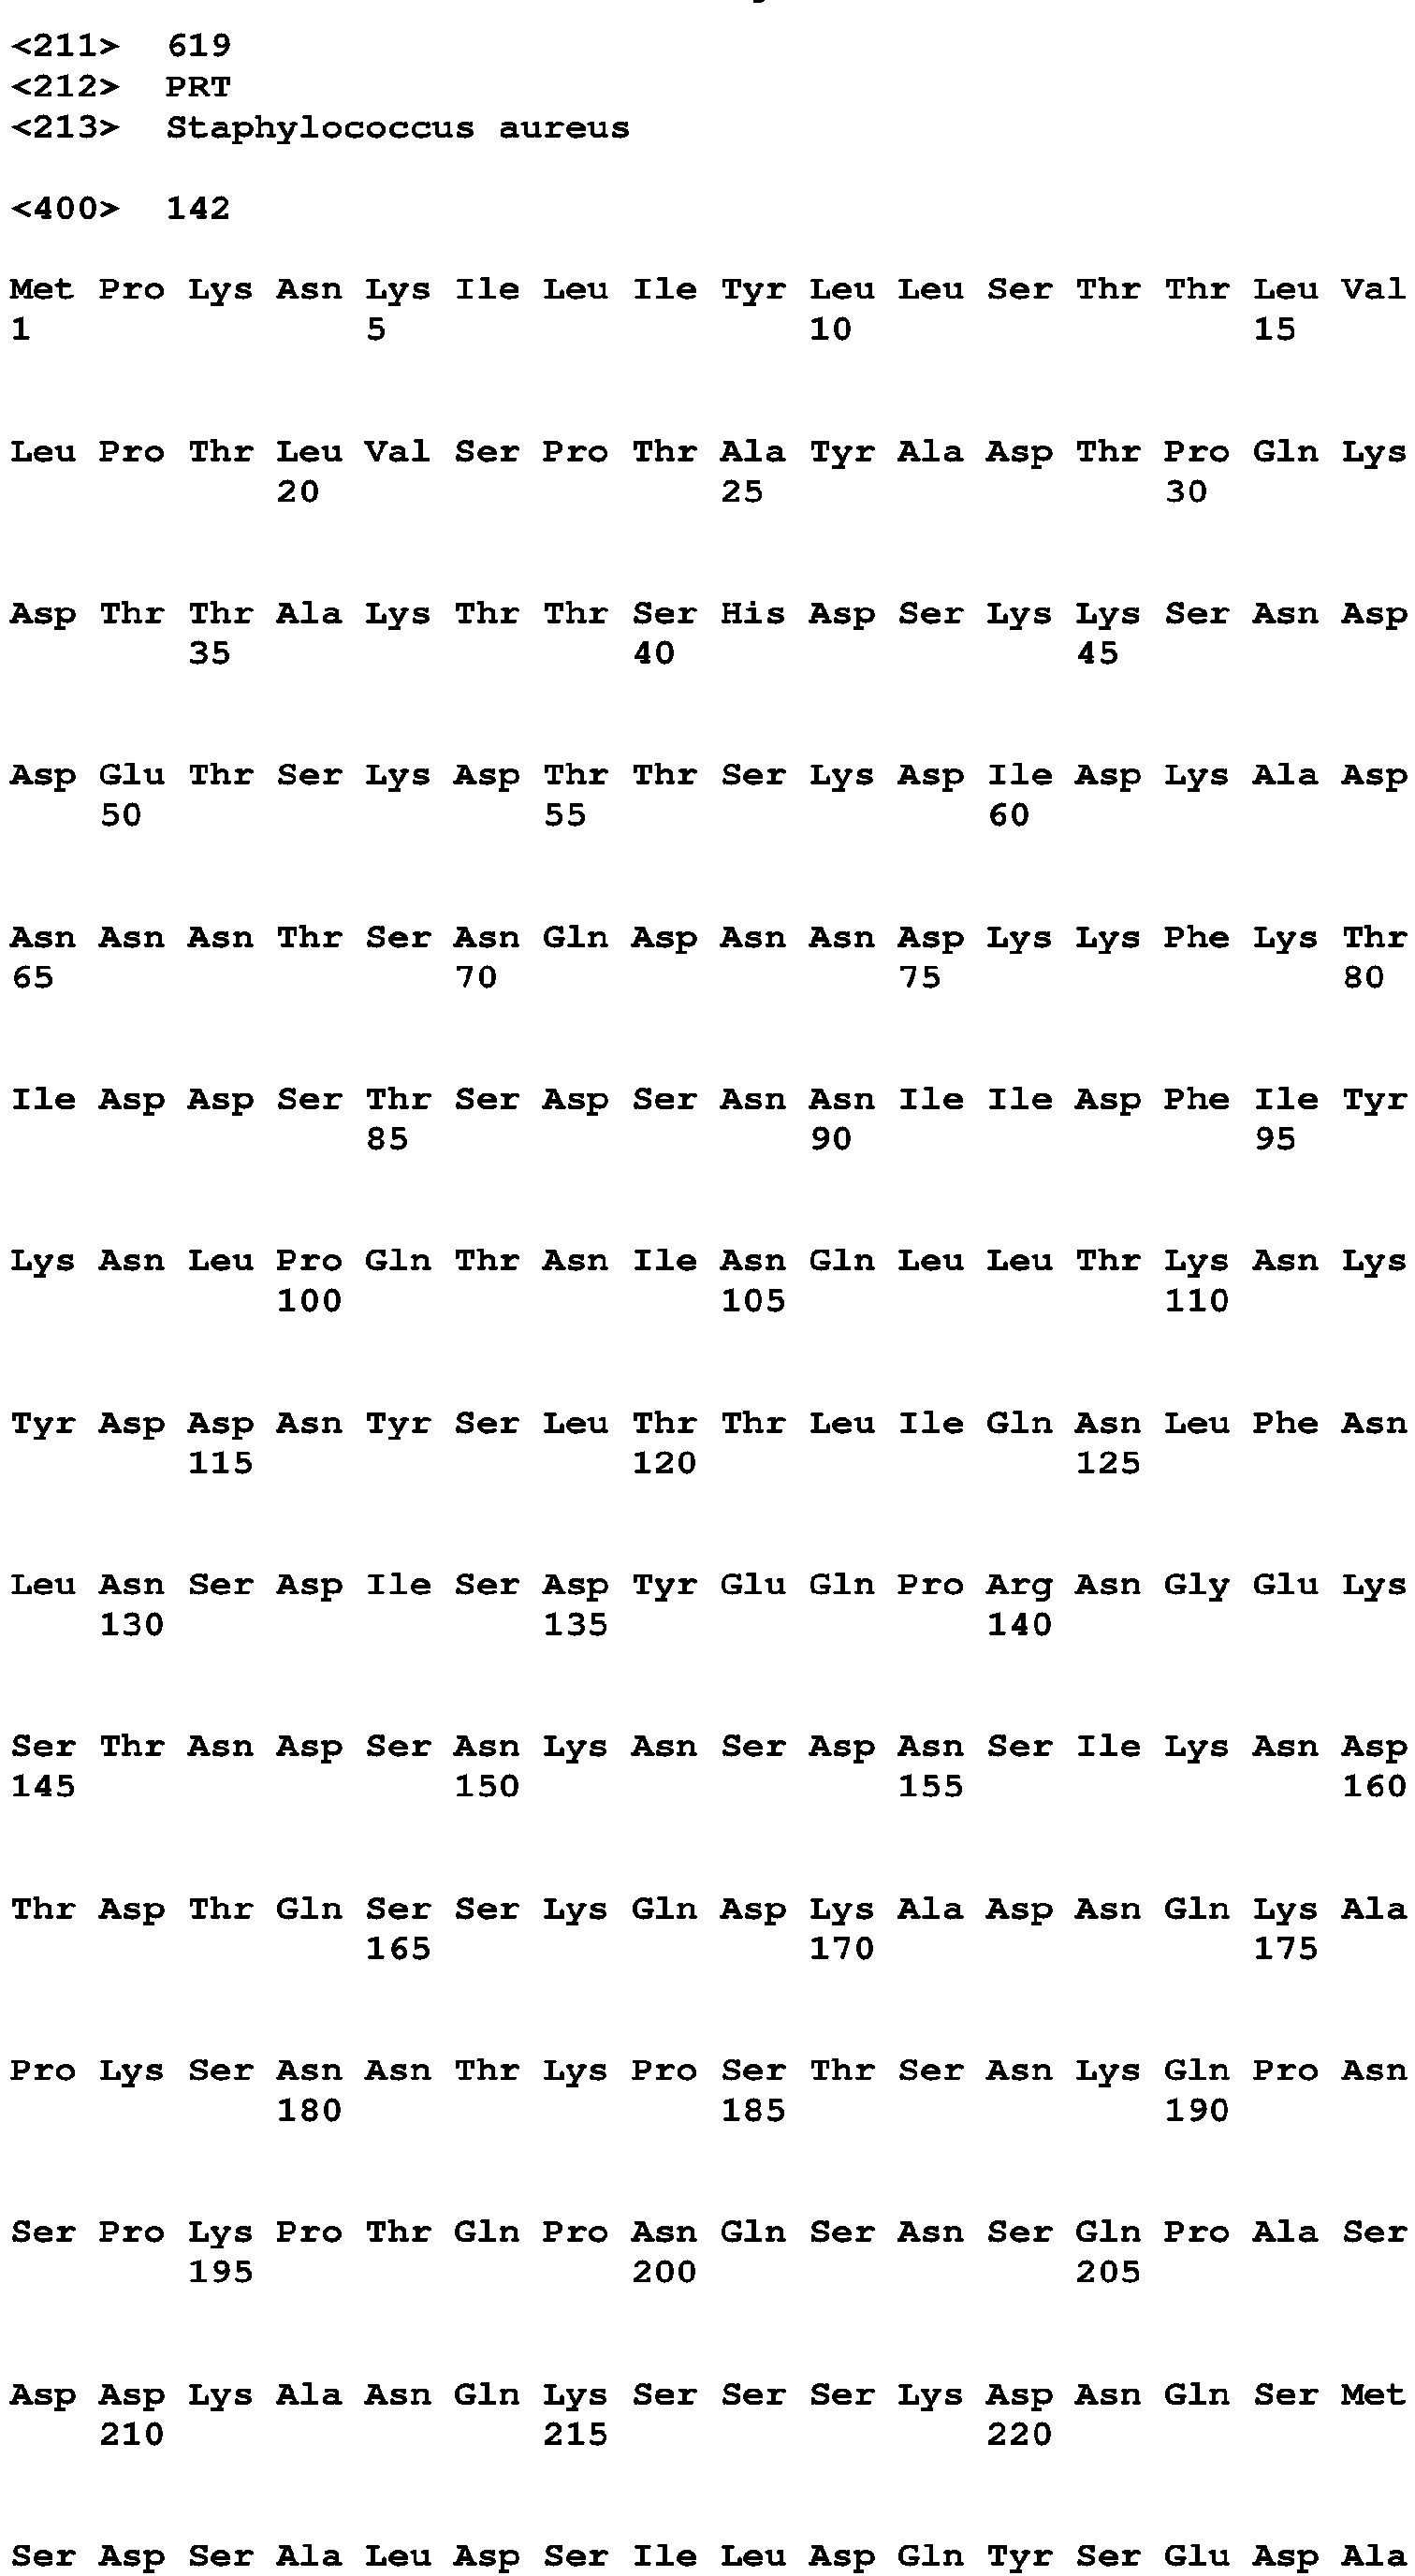 <211> 619
<212> PRT
<213> Staphylococcus aureus
<400> 142
Met Pro Lys Asn Lys Ile Leu Ile Tyr Leu Leu Ser Thr Thr Leu Val
1 5 10 15
Leu Pro Thr Leu Val Ser Pro Thr Ala Tyr Ala Asp Thr Pro Gln Lys
20 25 30
Asp Thr Thr Ala Lys Thr Thr Ser His Asp Ser Lys Lys Ser Asn Asp
35 40 45
Asp Glu Thr Ser Lys Asp Thr Thr Ser Lys Asp Ile Asp Lys Ala Asp
50 55 60
Asn Asn Asn Thr Ser Asn Gln Asp Asn Asn Asp Lys Lys Phe Lys Thr
65 70 75 80
Ile Asp Asp Ser Thr Ser Asp Ser Asn Asn Ile Ile Asp Phe Ile Tyr
85 90 95
Lys Asn Leu Pro Gln Thr Asn Ile Asn Gln Leu Leu Thr Lys Asn Lys
100 105 110
Tyr Asp Asp Asn Tyr Ser Leu Thr Thr Leu Ile Gln Asn Leu Phe Asn
115 120 125
Leu Asn Ser Asp Ile Ser Asp Tyr Glu Gln Pro Arg Asn Gly Glu Lys
130 135 140
Ser Thr Asn Asp Ser Asn Lys Asn Ser Asp Asn Ser Ile Lys Asn Asp
145 150 155 160
Thr Asp Thr Gln Ser Ser Lys Gln Asp Lys Ala Asp Asn Gln Lys Ala
165 170 175
Pro Lys Ser Asn Asn Thr Lys Pro Ser Thr Ser Asn Lys Gln Pro Asn
180 185 190
Ser Pro Lys Pro Thr Gln Pro Asn Gln Ser Asn Ser Gln Pro Ala Ser
195 200 205
Asp Asp Lys Ala Asn Gln Lys Ser Ser Ser Lys Asp Asn Gln Ser Met
210 215 220
Ser Asp Ser Ala Leu Asp Ser Ile Leu Asp Gln Tyr Ser Glu Asp Ala